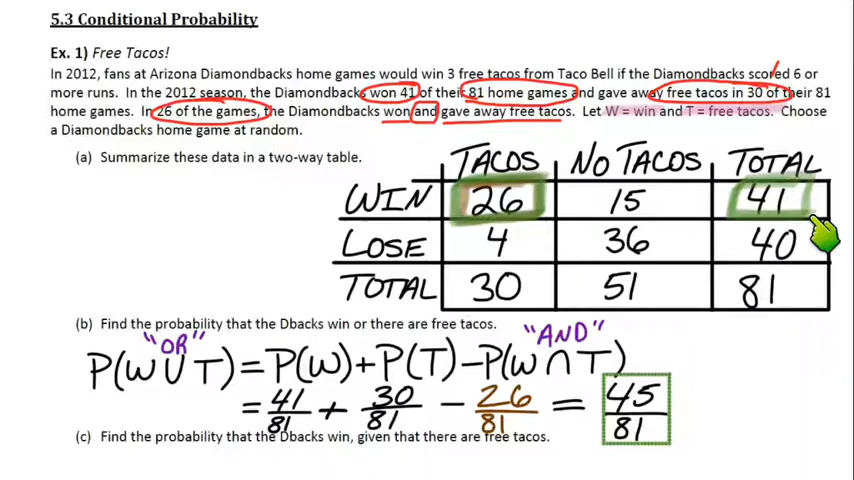 5.3 Conditional Probability
Ex. 1) Free Tacos!
In 2012, fans at Arizona Diamondbacks home games would win 3 free tacos from Taco Bell if the Diamondbacks scored 6 or
more runs. In the 2012 season, the Diamondbacks won 41 of their 81 home games and gave away free tacos in 30 of their 81
home games. In 26 of the games, the Diamondbacks won and gave away free tacos. Let W = win and T = free tacos. Choose
a Diamondbacks home game at random.
(a) Summarize these data in a two-way table.
TACOS NO TACOS TOTAL
WIN 26 15 41
LOSE 4 36 40
TOTAL 30 51 81
(b) Find the probability that the Dbacks win or there are free tacos.
"OR" "AND"
P(W∪T)=P(W)+P(T)-P(W∩T)
= 41/81 + 30/81 - 26/81 = 45/81
(c) Find the probability that the Dbacks win, given that there are free tacos.